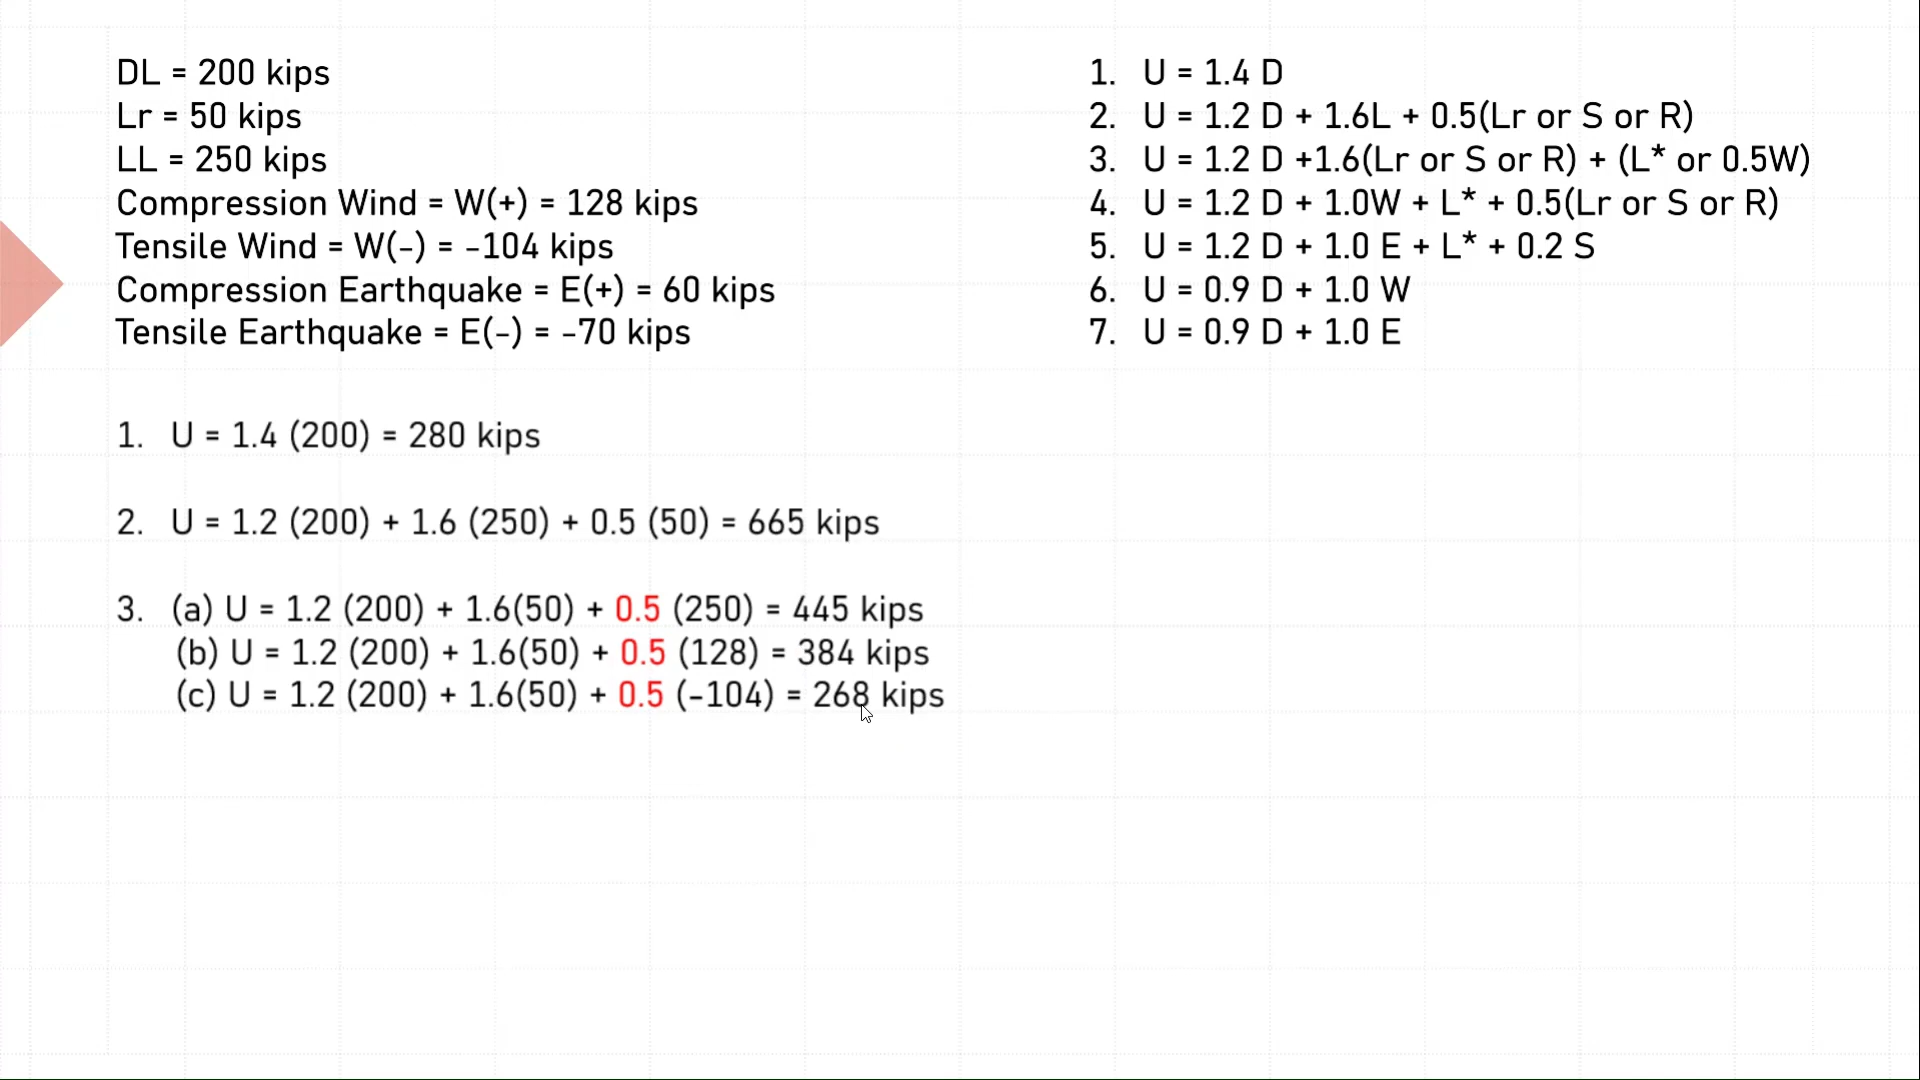 DL = 200 kips
Lr = 50 kips
LL = 250 kips
Compression Wind = W(+) = 128 kips
Tensile Wind = W(-) = -104 kips
Compression Earthquake = E(+) = 60 kips
Tensile Earthquake = E(-) = -70 kips
1. U = 1.4 D
2. U = 1.2 D + 1.6L + 0.5(Lr or S or R)
3. U = 1.2 D +1.6(Lr or S or R) + (L* or 0.5W)
4. U = 1.2 D + 1.0W + L* + 0.5(Lr or S or R)
5. U = 1.2 D + 1.0 E + L* + 0.2 S
6. U = 0.9 D + 1.0 W
7. U = 0.9 D + 1.0 E
1. U = 1.4 (200) = 280 kips
2. U = 1.2 (200) + 1.6 (250) + 0.5 (50) = 665 kips
3. (a) U = 1.2 (200) + 1.6(50) + 0.5 (250) = 445 kips
(b) U = 1.2 (200) + 1.6(50) + 0.5 (128) = 384 kips
(c) U = 1.2 (200) + 1.6(50) + 0.5 (-104) = 268 kips